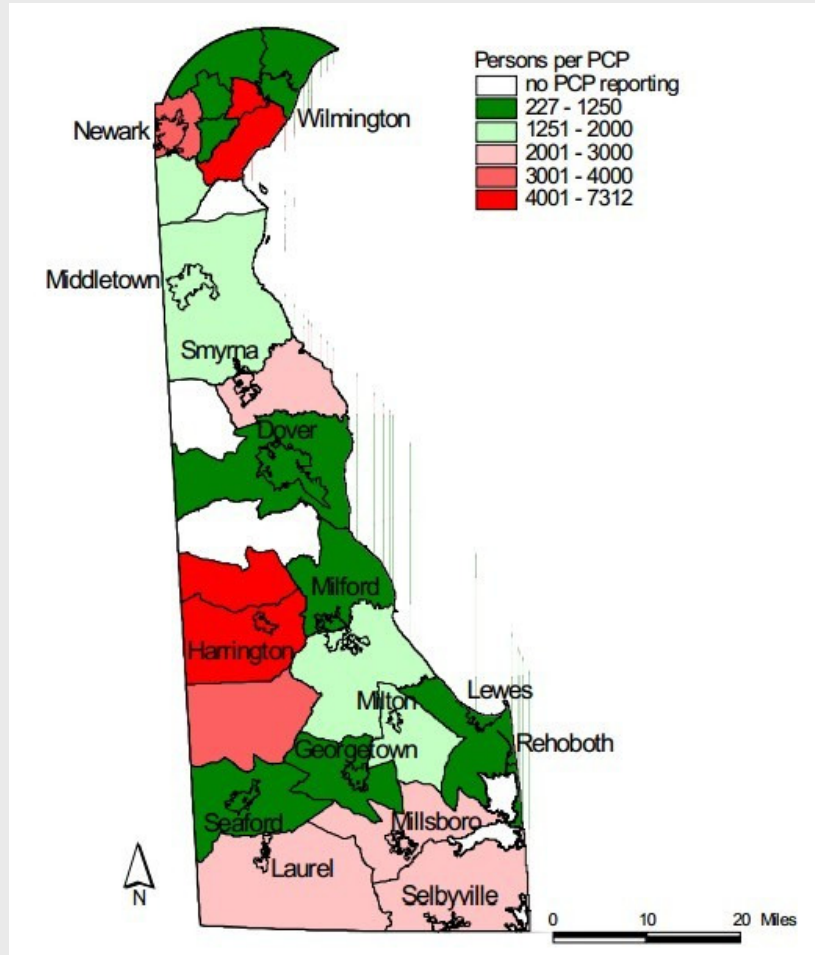 Persons per PCP
no PCP reporting
227 - 1250
1251 - 2000
2001 - 3000
3001 - 4000
4001 - 7312
Newark
Wilmington
Middletown
Smyrna
Dover
Milford
Harrington
Lewes
Milton
Rehoboth
Georgetown
Seaford
Millsboro
Laurel
Selbyville
N
0 10 20 Miles